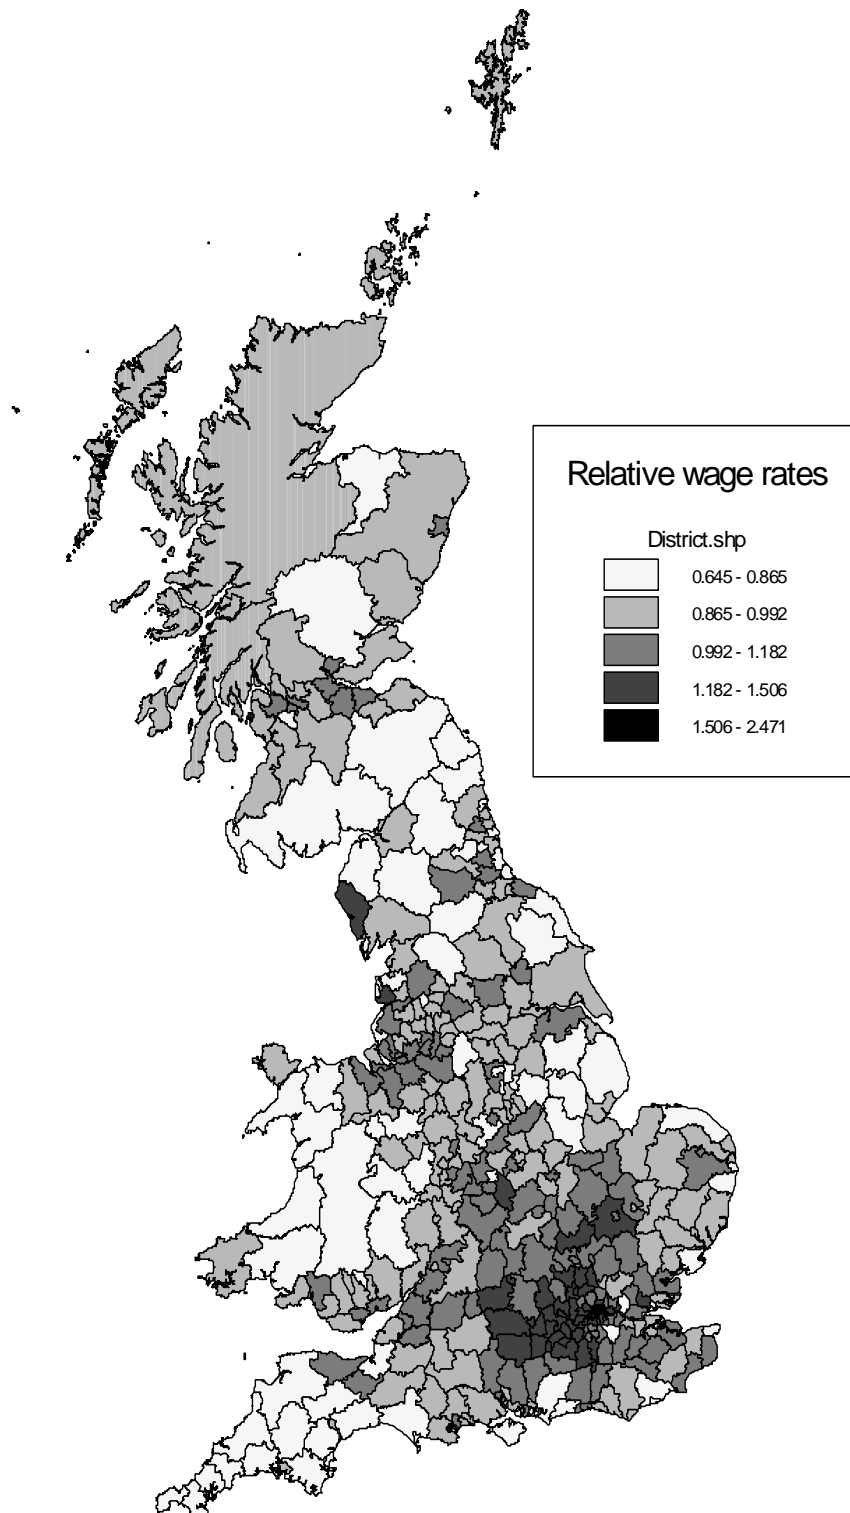 Relative wage rates
District.shp
0.645 - 0.865
0.865 - 0.992
0.992 - 1.182
1.182 - 1.506
1.506 - 2.471